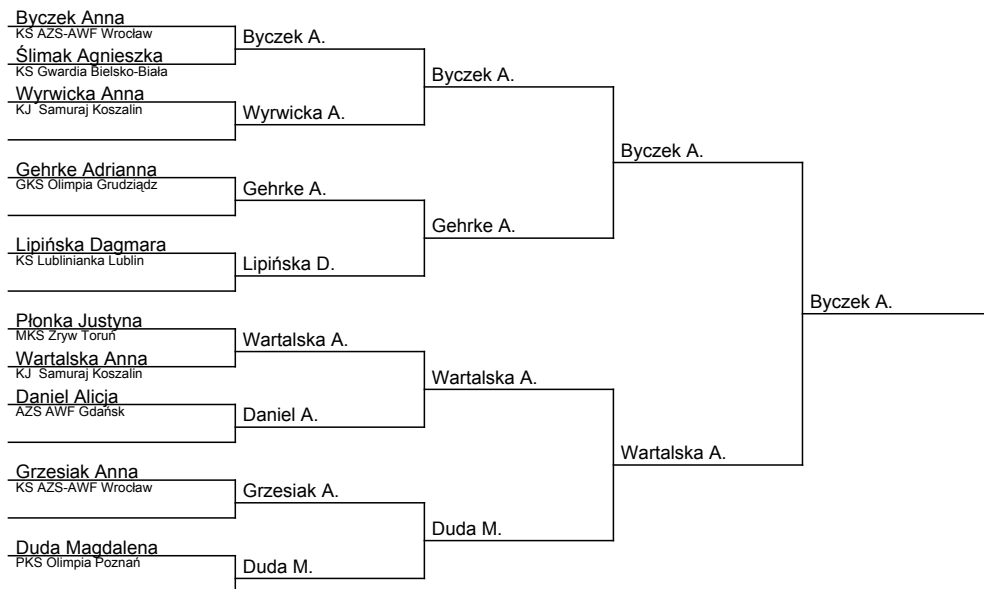 Byczek Anna
KS AZS-AWF Wrocław
Ślimak Agnieszka
KS Gwardia Bielsko-Biała
Wyrwicka Anna
KJ Samuraj Koszalin
Gehrke Adrianna
GKS Olimpia Grudziądz
Lipińska Dagmara
KS Lublinianka Lublin
Płonka Justyna
MKS Zryw Toruń
Wartalska Anna
KJ Samuraj Koszalin
Daniel Alicja
AZS AWF Gdańsk
Grzesiak Anna
KS AZS-AWF Wrocław
Duda Magdalena
PKS Olimpia Poznań
Byczek A.
Wyrwicka A.
Gehrke A.
Lipińska D.
Wartalska A.
Daniel A.
Grzesiak A.
Duda M.
Byczek A.
Gehrke A.
Wartalska A.
Duda M.
Byczek A.
Wartalska A.
Byczek A.